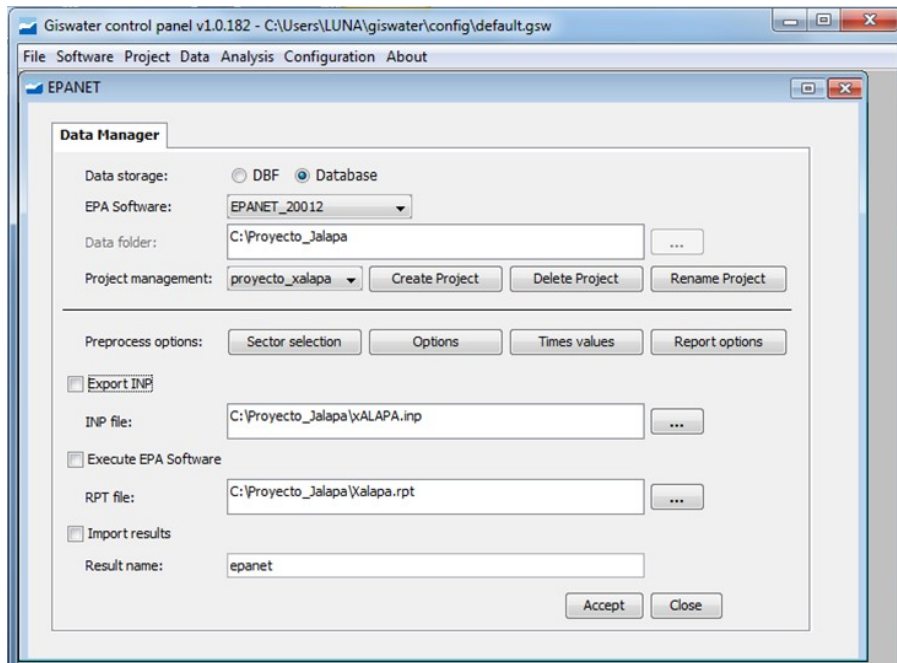 Giswater control panel v1.0.182 - C:\Users\LUNA\giswater\config\default.gsw
File Software Project Data Analysis Configuration About
EPANET
Data Manager
Data storage: DBF Database
EPA Software: EPANET_20012
Data folder: C:\Proyecto_Jalapa ...
Project management: proyecto_xalapa Create Project Delete Project Rename Project
Preprocess options: Sector selection Options Times values Report options
Export INP
INP file: C:\Proyecto_Jalapa\xALAPA.inp ...
Execute EPA Software
RPT file: C:\Proyecto_Jalapa\Xalapa.rpt ...
Import results
Result name: epanet
Accept Close